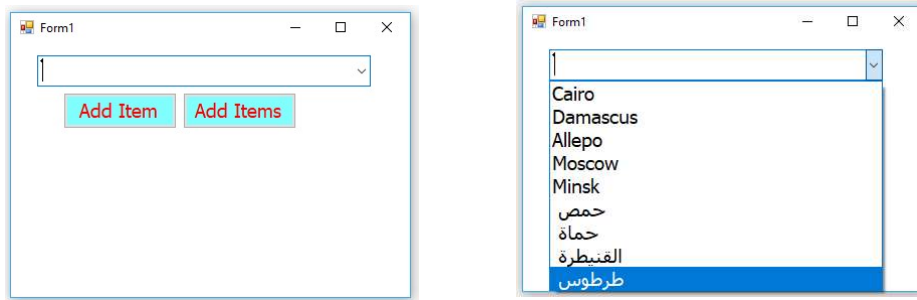 Form1
Add Item
Add Items
Form1
Cairo
Damascus
Allepo
Moscow
Minsk
حمص
حماة
القنيطرة
طرطوس